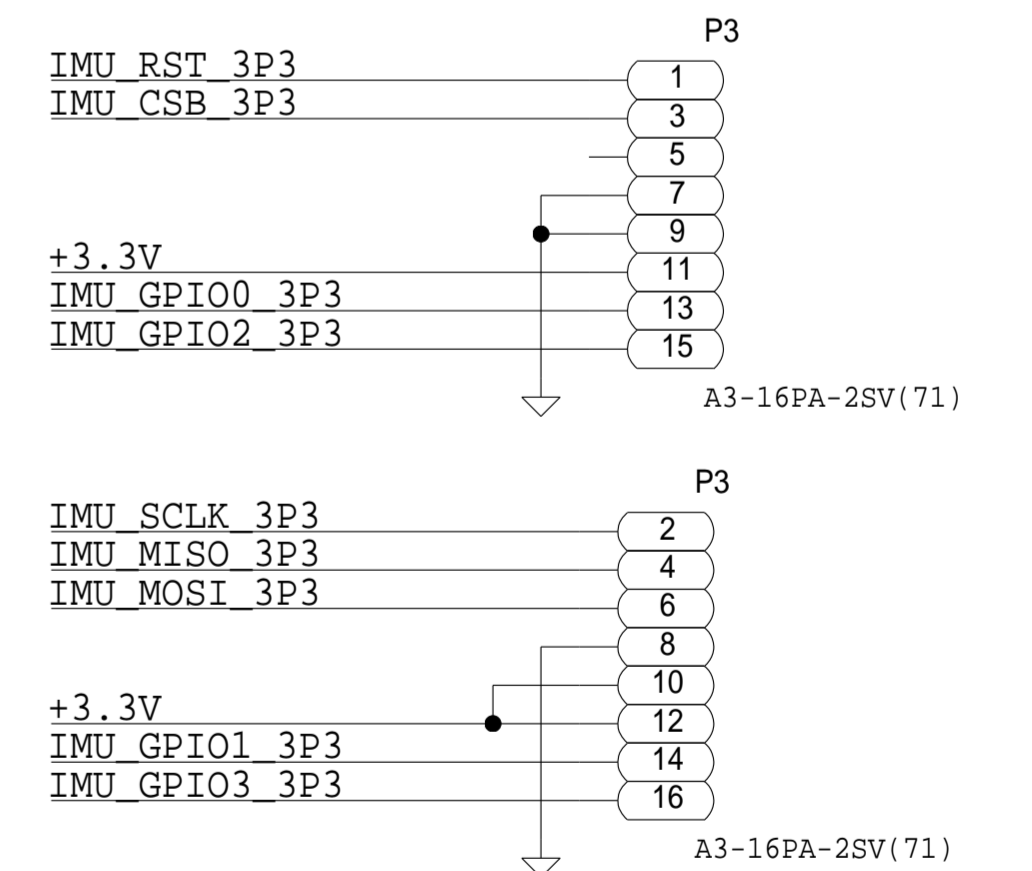 P3
IMU_RST_3P3 1
IMU_CSB_3P3 3
5
7
9
+3.3V 11
IMU_GPIO0_3P3 13
IMU_GPIO2_3P3 15
A3-16PA-2SV(71)
P3
IMU_SCLK_3P3 2
IMU_MISO_3P3 4
IMU_MOSI_3P3 6
8
10
+3.3V 12
IMU_GPIO1_3P3 14
IMU_GPIO3_3P3 16
A3-16PA-2SV(71)